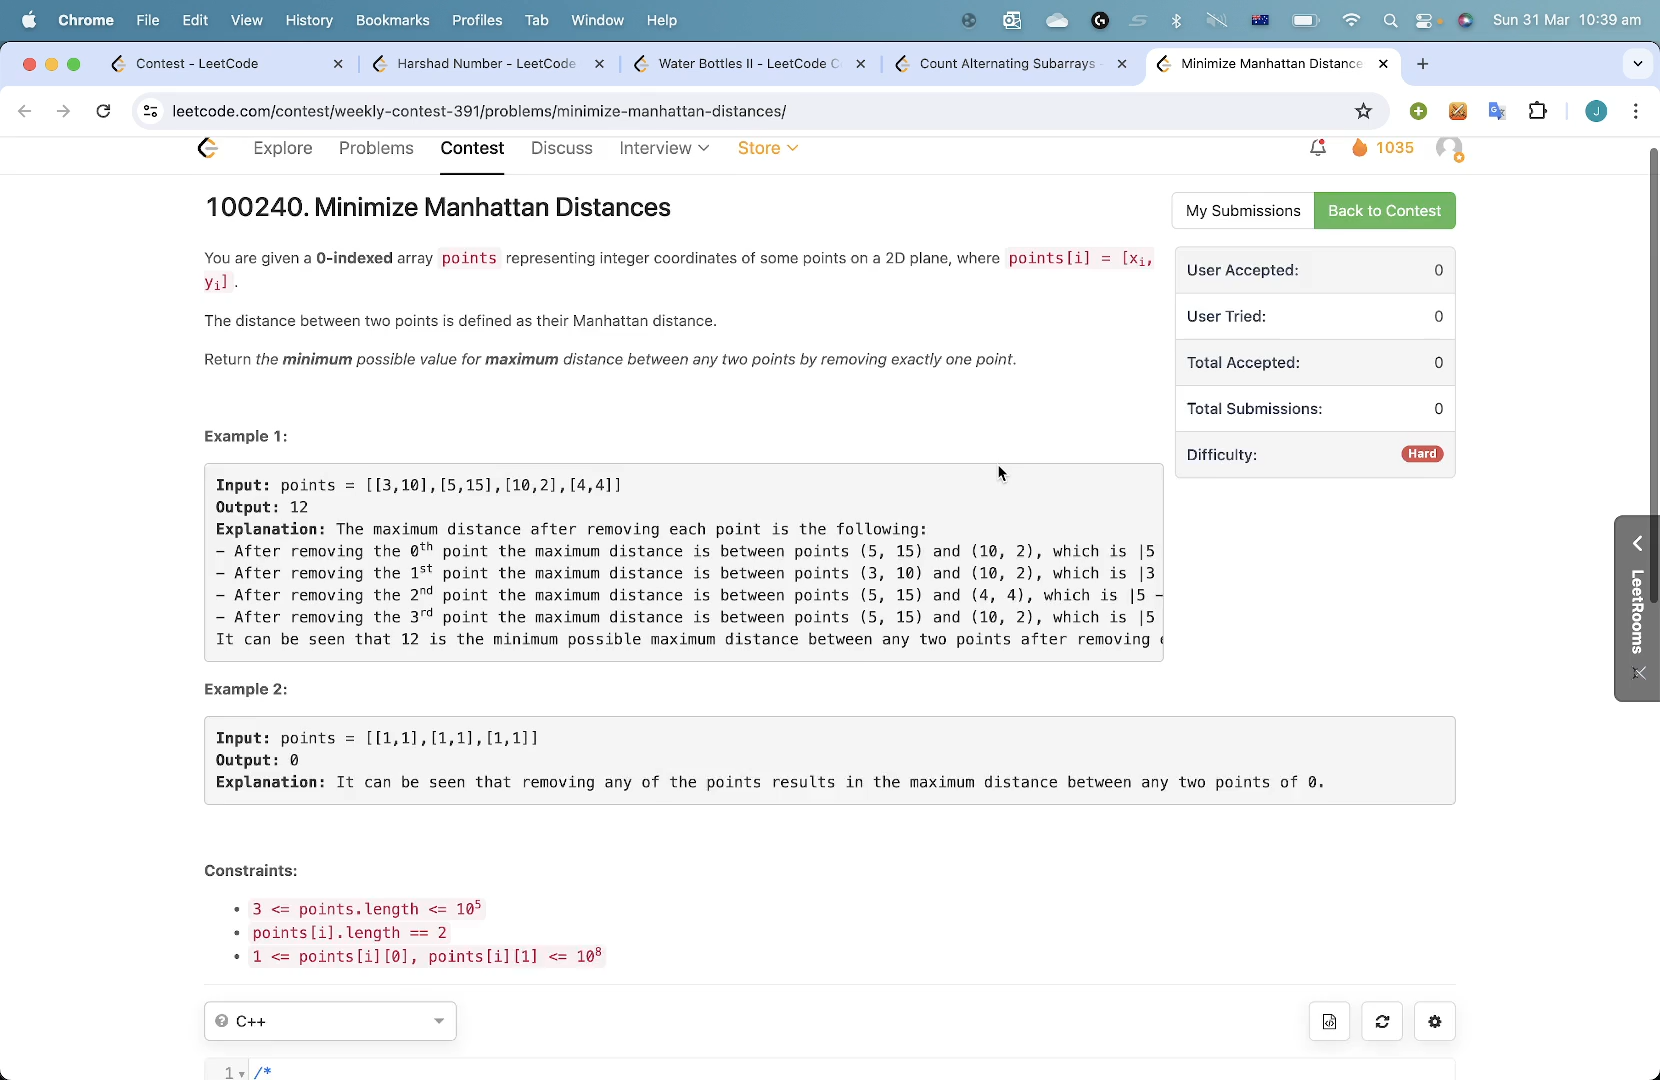 Chrome File Edit View History Bookmarks Profiles Tab Window Help Sun 31 Mar 10:39 am
Contest - LeetCode Harshad Number - LeetCode Water Bottles II - LeetCode C Count Alternating Subarrays - Minimize Manhattan Distance
leetcode.com/contest/weekly-contest-391/problems/minimize-manhattan-distances/ J
Explore Problems Contest Discuss Interview Store 1035
100240. Minimize Manhattan Distances
My Submissions Back to Contest
You are given a 0-indexed array points representing integer coordinates of some points on a 2D plane, where points[i] = [xi,
yi] .
The distance between two points is defined as their Manhattan distance.
Return the minimum possible value for maximum distance between any two points by removing exactly one point.
User Accepted: 0
User Tried: 0
Total Accepted: 0
Total Submissions: 0
Difficulty: Hard
Example 1:
Input: points = [[3,10],[5,15],[10,2],[4,4]]
Output: 12
Explanation: The maximum distance after removing each point is the following:
- After removing the 0th point the maximum distance is between points (5, 15) and (10, 2), which is |5
- After removing the 1st point the maximum distance is between points (3, 10) and (10, 2), which is |3
- After removing the 2nd point the maximum distance is between points (5, 15) and (4, 4), which is |5 -
- After removing the 3rd point the maximum distance is between points (5, 15) and (10, 2), which is |5
It can be seen that 12 is the minimum possible maximum distance between any two points after removing
LeetRooms
Example 2:
Input: points = [[1,1],[1,1],[1,1]]
Output: 0
Explanation: It can be seen that removing any of the points results in the maximum distance between any two points of 0.
Constraints:
• 3 <= points.length <= 10⁵
• points[i].length == 2
• 1 <= points[i][0], points[i][1] <= 10⁸
C++
1 /*